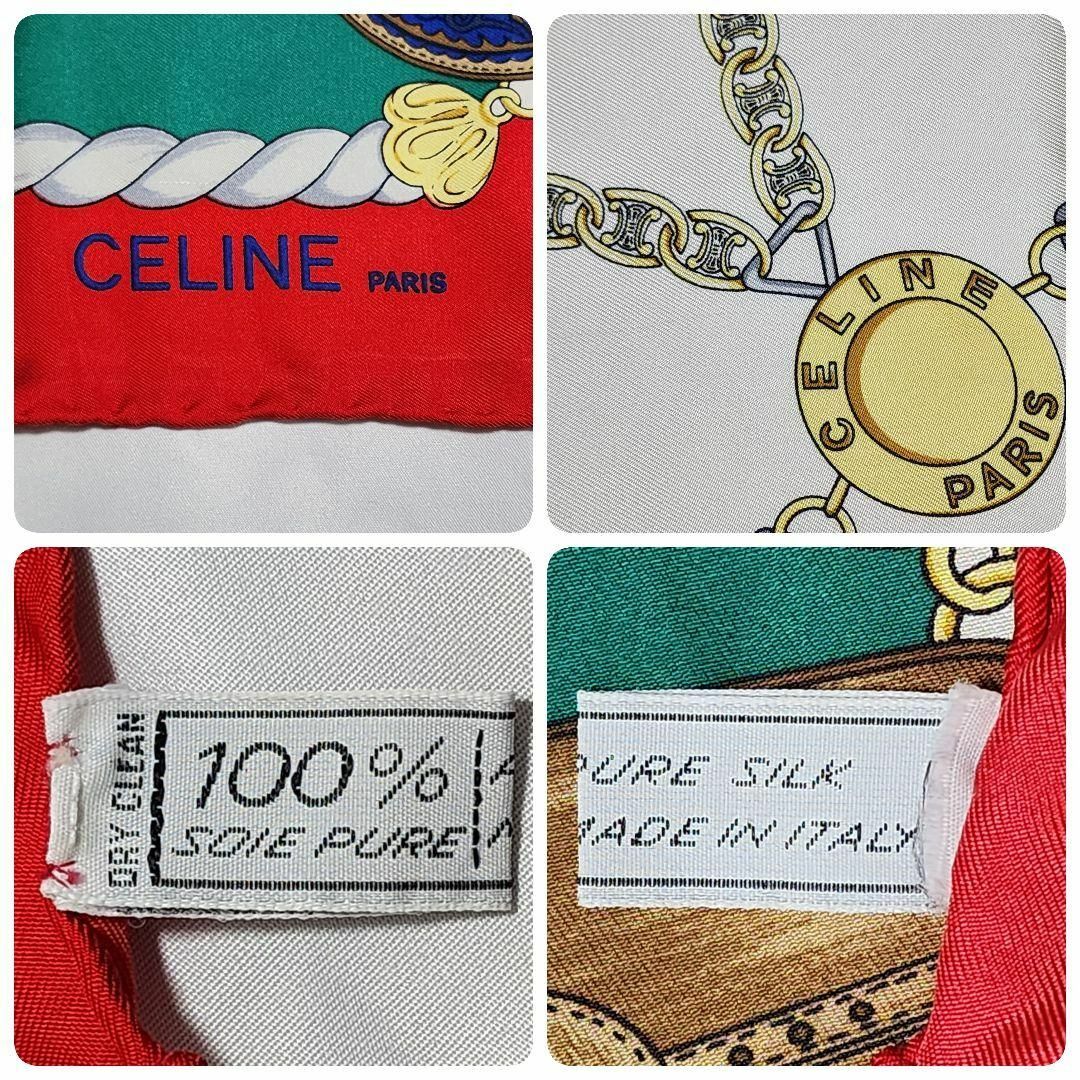 CELINE PARIS
CELINE
PARIS
DRY CLEAN
100%
SOIE PURE
PURE SILK
MADE IN ITALY